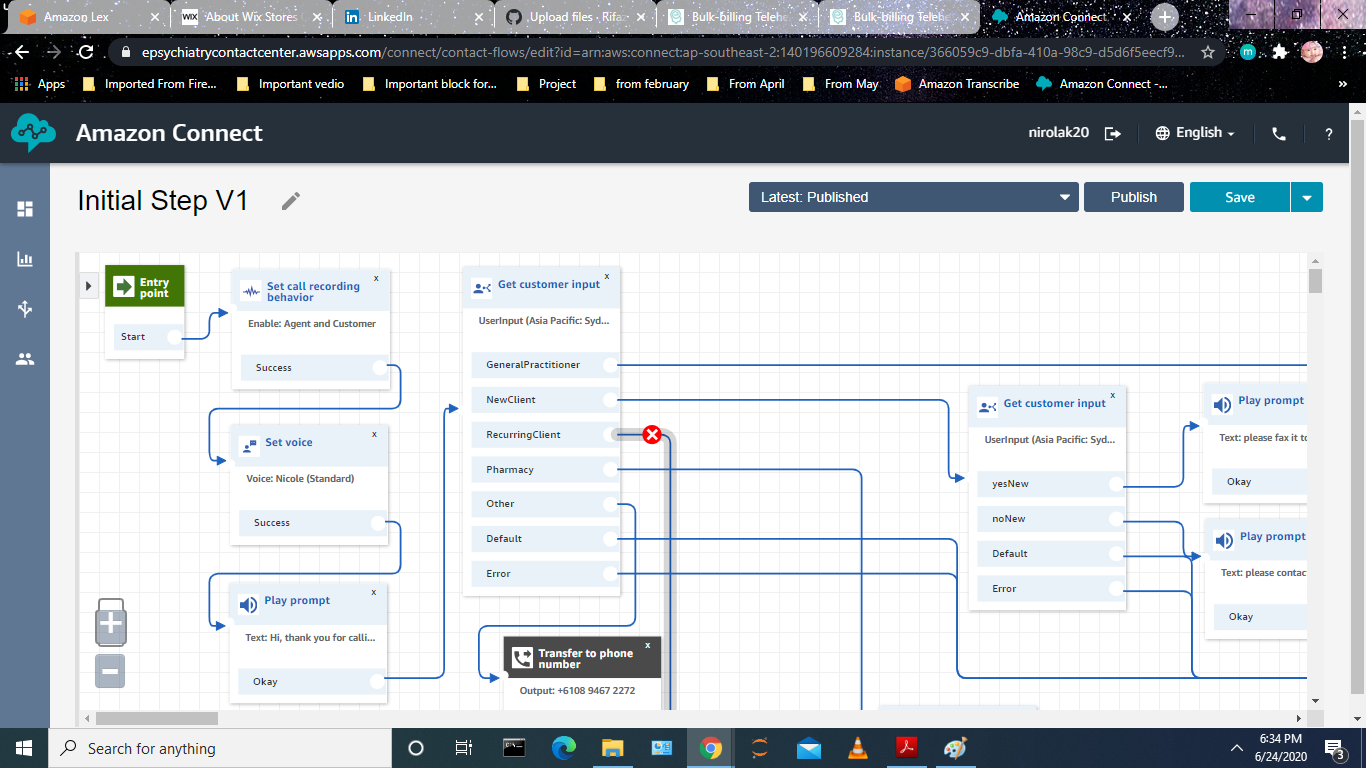 Amazon Lex
About Wix Stores
LinkedIn
Upload files · Rifa
Bulk-billing Telehe
Bulk-billing Telehe
Amazon Connect
epsychiatrycontactcenter.awsapps.com/connect/contact-flows/edit?id=arn:aws:connect:ap-southeast-2:140196609284:instance/366059c9-dbfa-410a-98c9-d5d6f5eecf9...
Apps
Imported From Fire...
Important vedio
Important block for...
Project
from february
From April
From May
Amazon Transcribe
Amazon Connect -...
»
Amazon Connect
nirolak20
English
?
Initial Step V1
Latest: Published
Publish
Save
Entry
point
Start
Set call recording
behavior
Enable: Agent and Customer
Success
Set voice
Voice: Nicole (Standard)
Success
Play prompt
Text: Hi, thank you for calli...
Okay
Get customer input
UserInput (Asia Pacific: Syd...
GeneralPractitioner
NewClient
RecurringClient
Pharmacy
Other
Default
Error
Transfer to phone
number
Output: +6108 9467 2272
Get customer input
UserInput (Asia Pacific: Syd...
yesNew
noNew
Default
Error
Play prompt
Text: please fax it to
Okay
Play prompt
Text: please contac
Okay
Search for anything
6:34 PM
6/24/2020
3